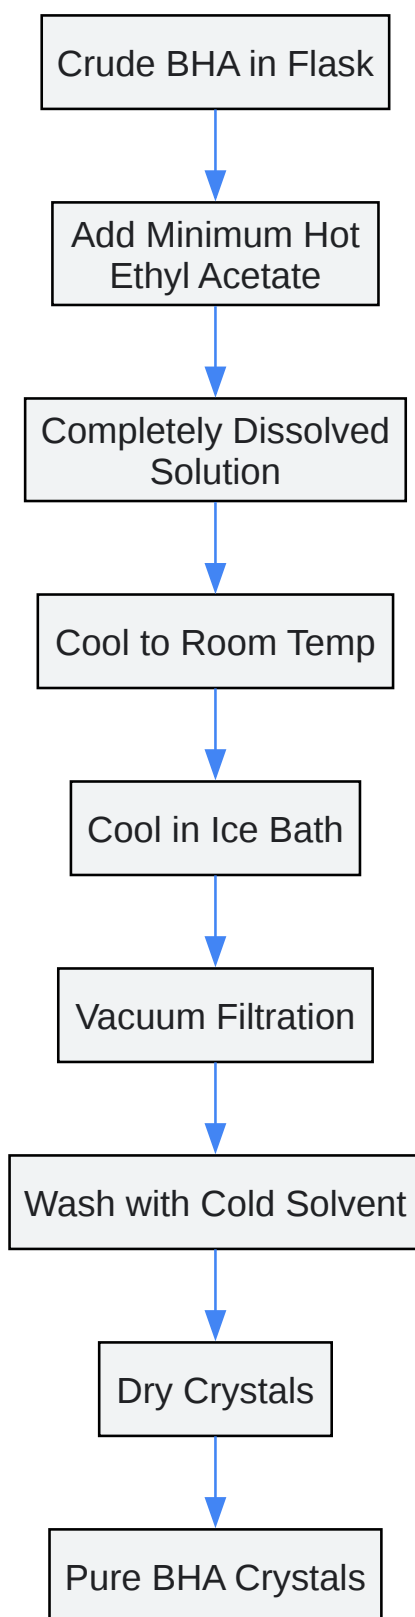 Crude BHA in Flask
Add Minimum Hot
Ethyl Acetate
Completely Dissolved
Solution
Cool to Room Temp
Cool in Ice Bath
Vacuum Filtration
Wash with Cold Solvent
Dry Crystals
Pure BHA Crystals